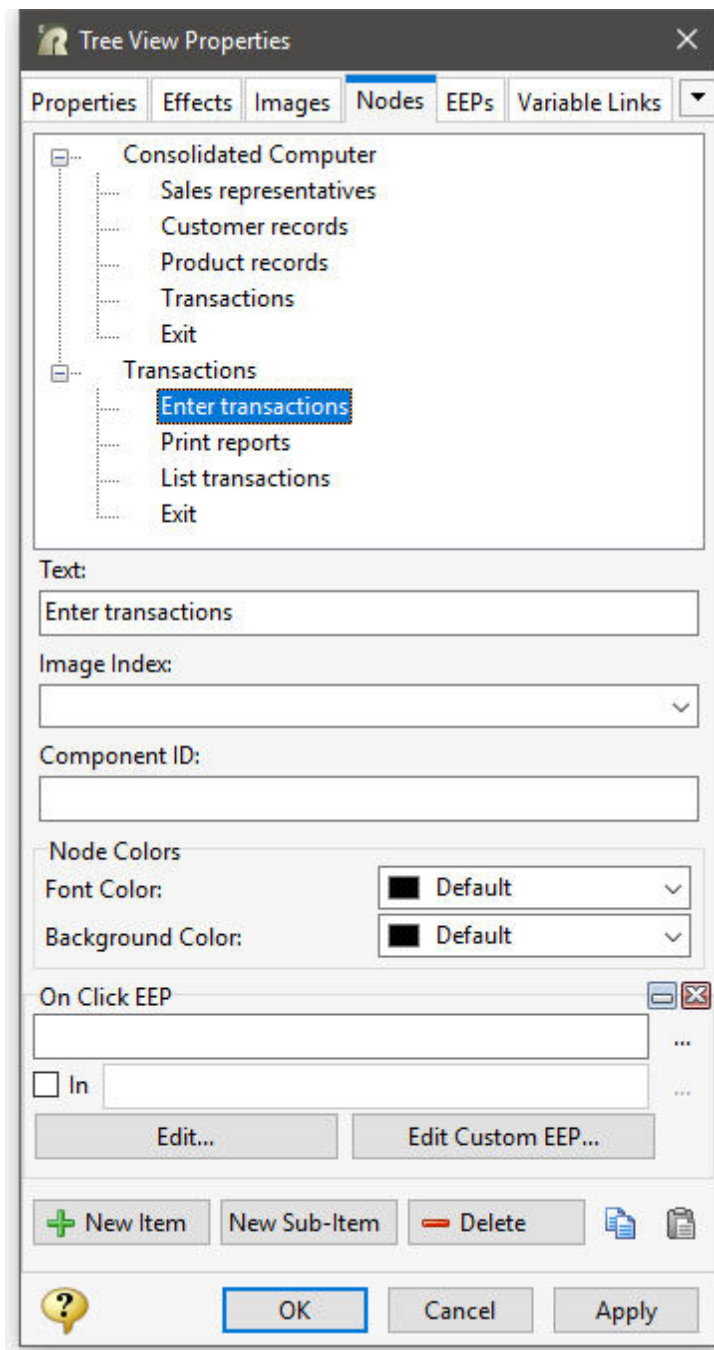 Tree View Properties
Properties Effects Images Nodes EEPs Variable Links
Consolidated Computer
Sales representatives
Customer records
Product records
Transactions
Exit
Transactions
Enter transactions
Print reports
List transactions
Exit
Text:
Enter transactions
Image Index:
Component ID:
Node Colors
Font Color: Default
Background Color: Default
On Click EEP
...
In ...
Edit... Edit Custom EEP...
New Item New Sub-Item Delete
? OK Cancel Apply